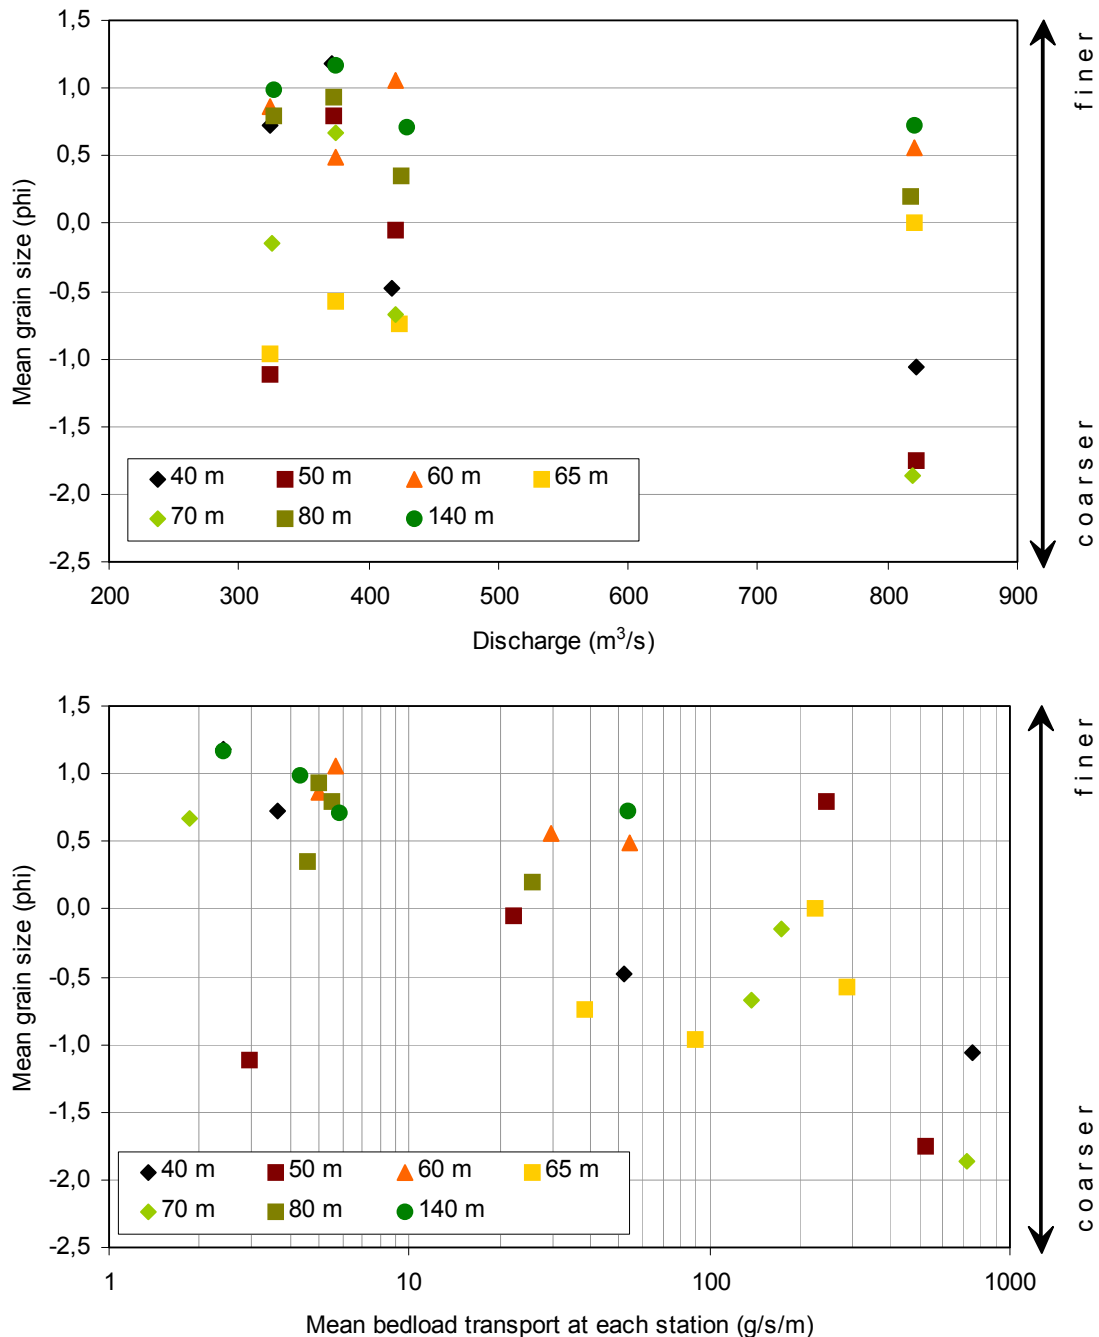 1,5
1,0
0,5
0,0
-0,5
-1,0
-1,5
-2,0
-2,5
Mean grain size (phi)
40 m 50 m 60 m 65 m
70 m 80 m 140 m
200 300 400 500 600 700 800 900
Discharge (m³/s)
finer
coarser
1,5
1,0
0,5
0,0
-0,5
-1,0
-1,5
-2,0
-2,5
Mean grain size (phi)
40 m 50 m 60 m 65 m
70 m 80 m 140 m
1 10 100 1000
Mean bedload transport at each station (g/s/m)
finer
coarser